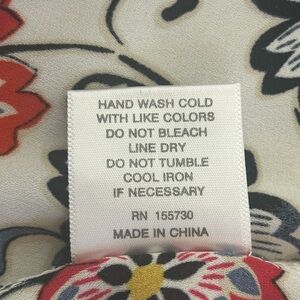 HAND WASH COLD
WITH LIKE COLORS
DO NOT BLEACH
LINE DRY
DO NOT TUMBLE
COOL IRON
IF NECESSARY
RN 155730
MADE IN CHINA